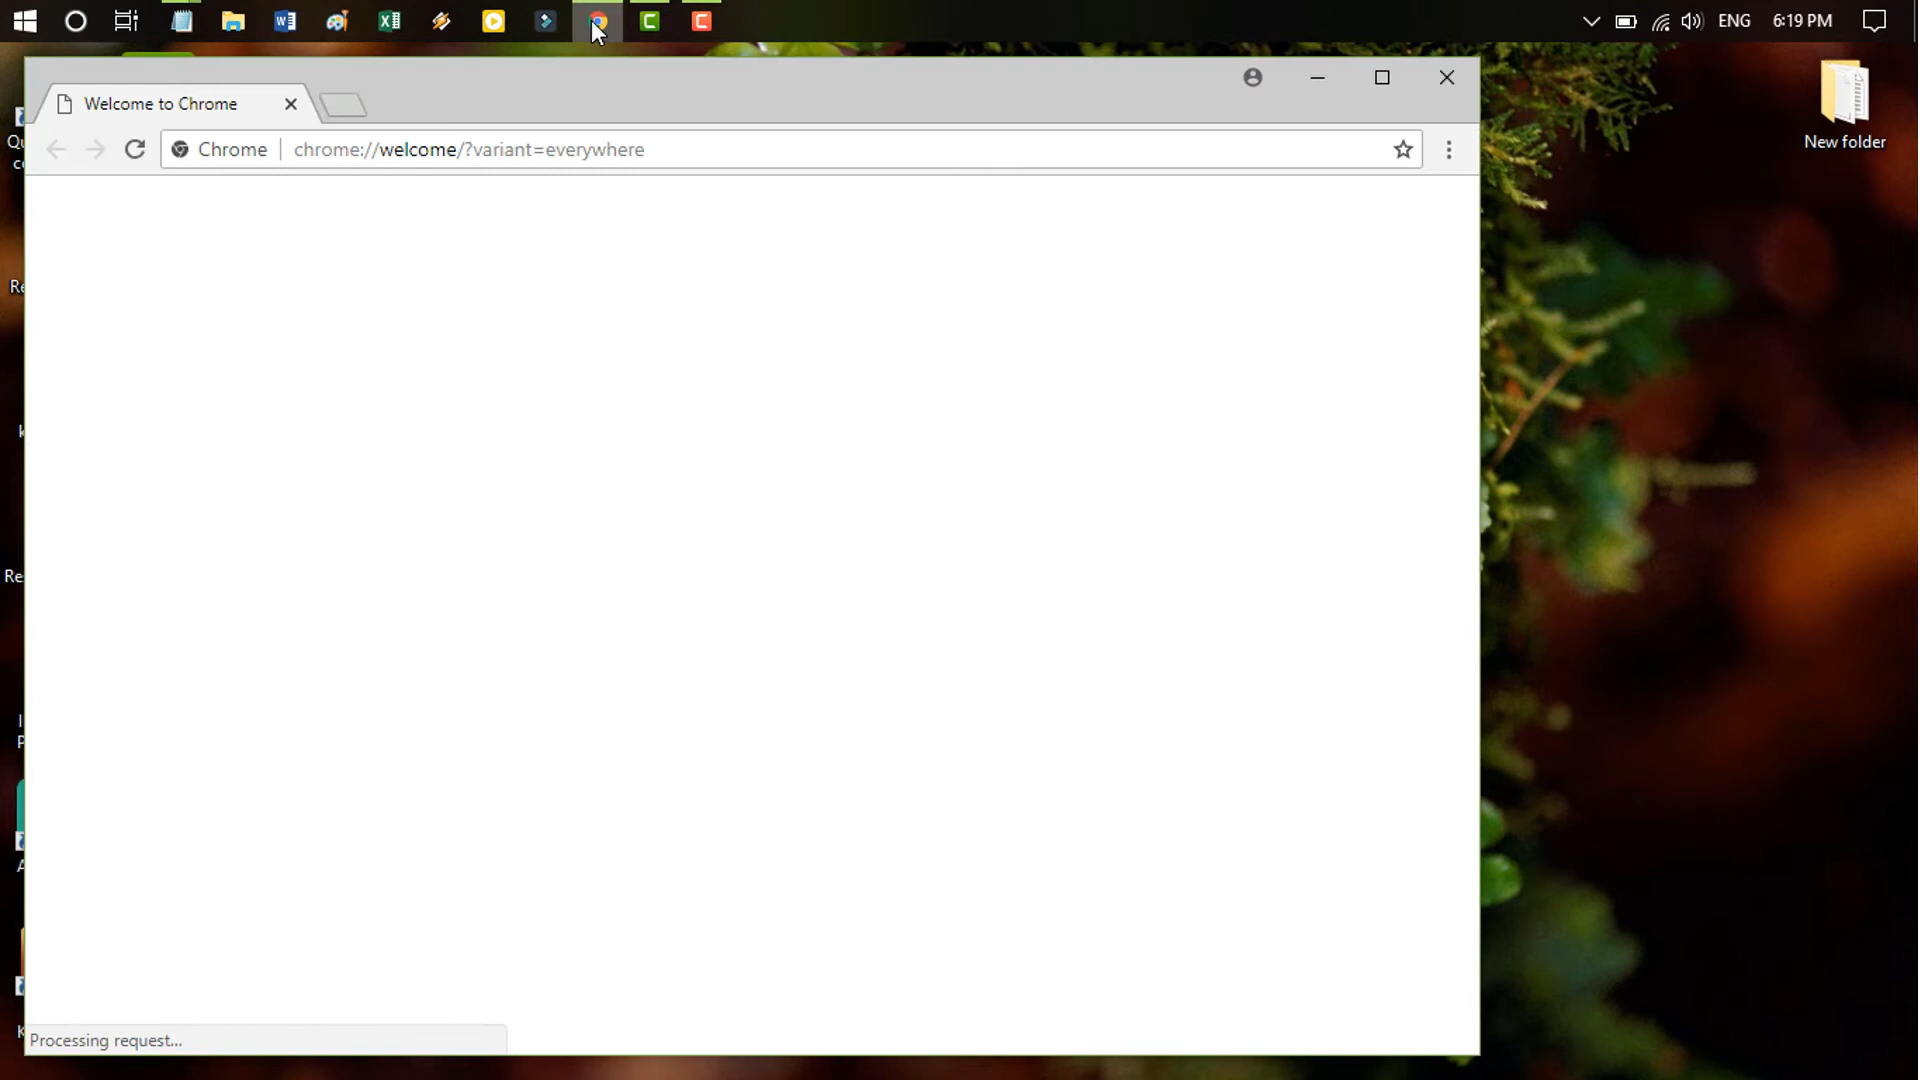 ENG 6:19 PM
Welcome to Chrome
Chrome chrome://welcome/?variant=everywhere
New folder
Processing request...